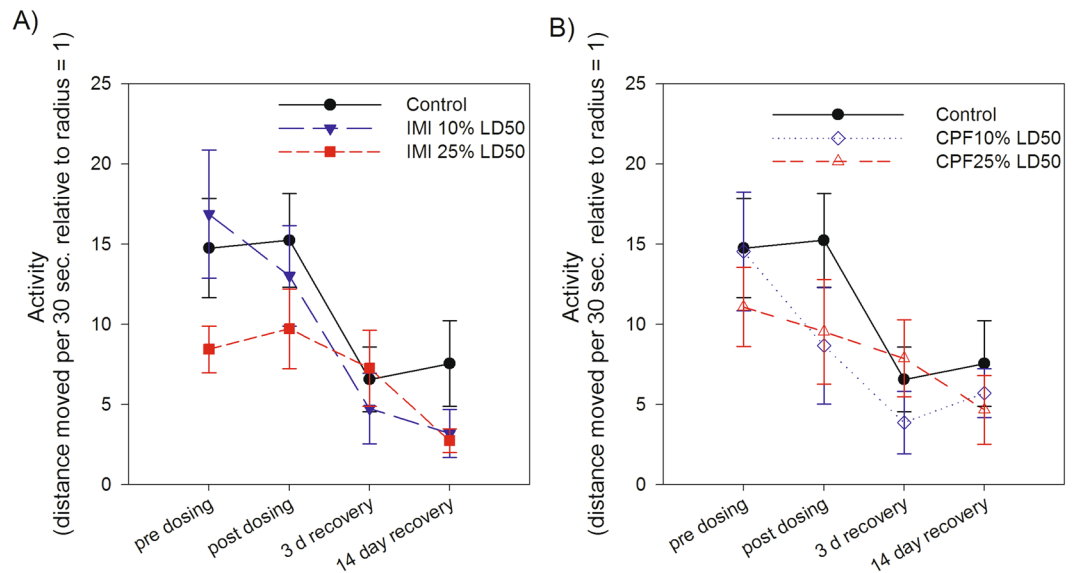 A)
Activity
(distance moved per 30 sec. relative to radius = 1)
25
20
15
10
5
0
Control
IMI 10% LD50
IMI 25% LD50
pre dosing
post dosing
3 d recovery
14 day recovery
B)
Activity
(distance moved per 30 sec. relative to radius = 1)
25
20
15
10
5
0
Control
CPF10% LD50
CPF25% LD50
pre dosing
post dosing
3 d recovery
14 day recovery